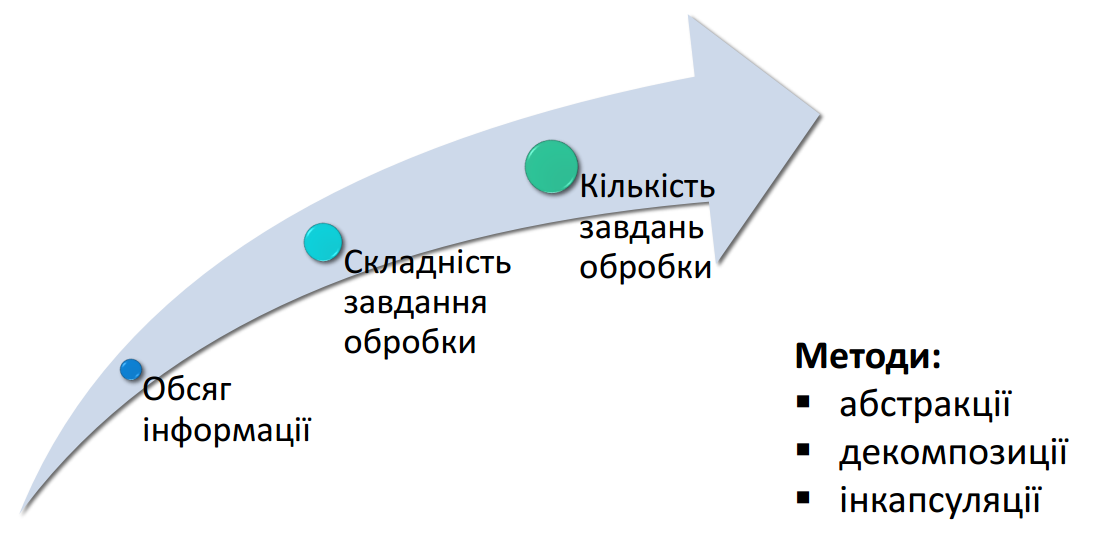 Кількість
завдань
обробки
Складність
завдання
обробки
Обсяг
інформації
Методи:
▪ абстракції
▪ декомпозиції
▪ інкапсуляції